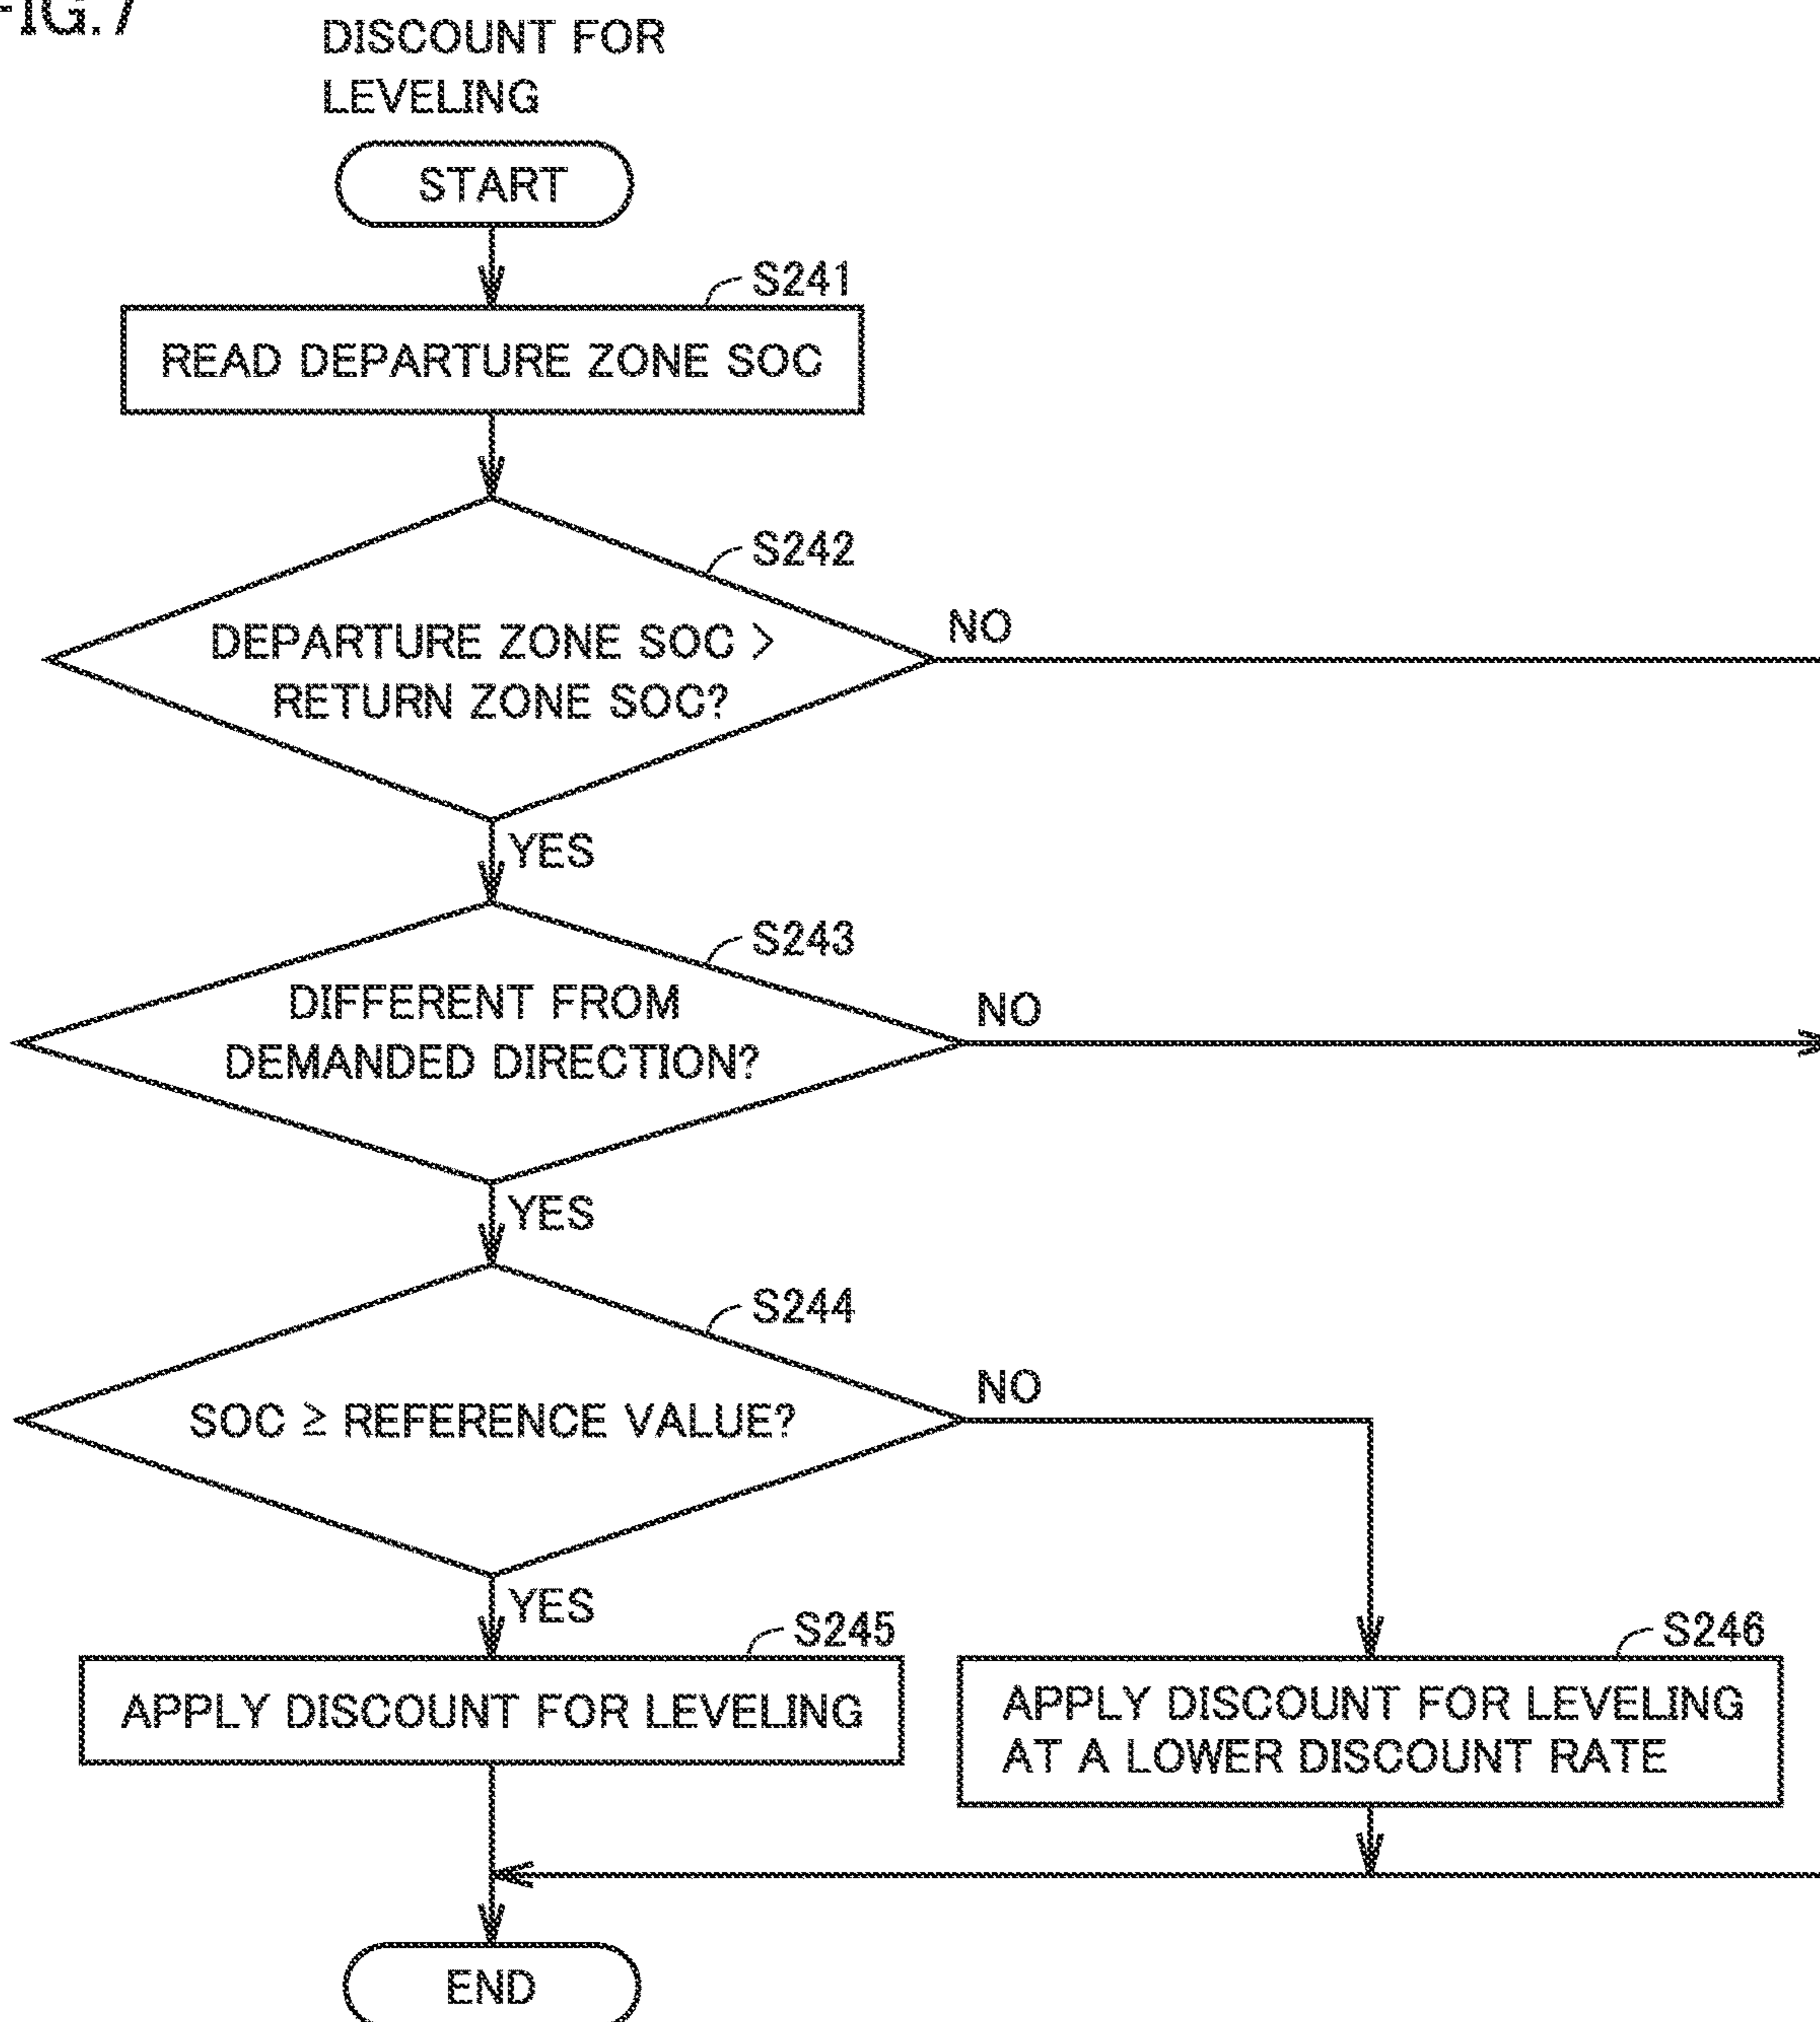 FIG. 7
DISCOUNT FOR
LEVELING
START
S241
READ DEPARTURE ZONE SOC
S242
DEPARTURE ZONE SOC >
RETURN ZONE SOC?
NO
YES
S243
DIFFERENT FROM
DEMANDED DIRECTION?
NO
YES
S244
SOC ≥ REFERENCE VALUE?
NO
YES
S245
APPLY DISCOUNT FOR LEVELING
S246
APPLY DISCOUNT FOR LEVELING
AT A LOWER DISCOUNT RATE
END